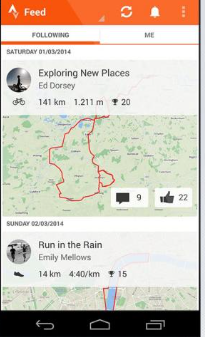 Feed
FOLLOWING
ME
SATURDAY 01/03/2014
Exploring New Places
Ed Dorsey
141 km 1.211 m 20
9 22
SUNDAY 02/03/2014
Run in the Rain
Emily Mellows
14 km 4:40/km 15